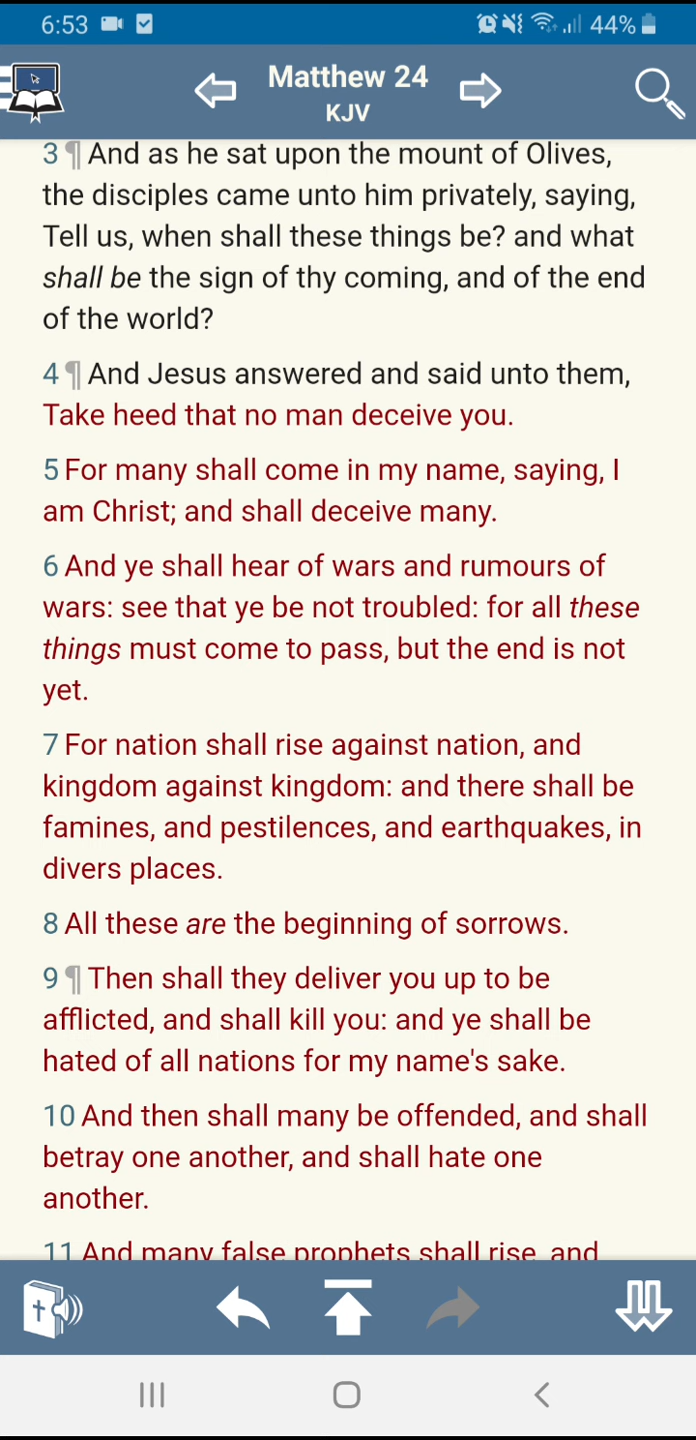 6:53
44%
Matthew 24
KJV
3 ¶ And as he sat upon the mount of Olives,
the disciples came unto him privately, saying,
Tell us, when shall these things be? and what
shall be the sign of thy coming, and of the end
of the world?
4 ¶ And Jesus answered and said unto them,
Take heed that no man deceive you.
5 For many shall come in my name, saying, I
am Christ; and shall deceive many.
6 And ye shall hear of wars and rumours of
wars: see that ye be not troubled: for all these
things must come to pass, but the end is not
yet.
7 For nation shall rise against nation, and
kingdom against kingdom: and there shall be
famines, and pestilences, and earthquakes, in
divers places.
8 All these are the beginning of sorrows.
9 ¶ Then shall they deliver you up to be
afflicted, and shall kill you: and ye shall be
hated of all nations for my name's sake.
10 And then shall many be offended, and shall
betray one another, and shall hate one
another.
11 And many false prophets shall rise, and